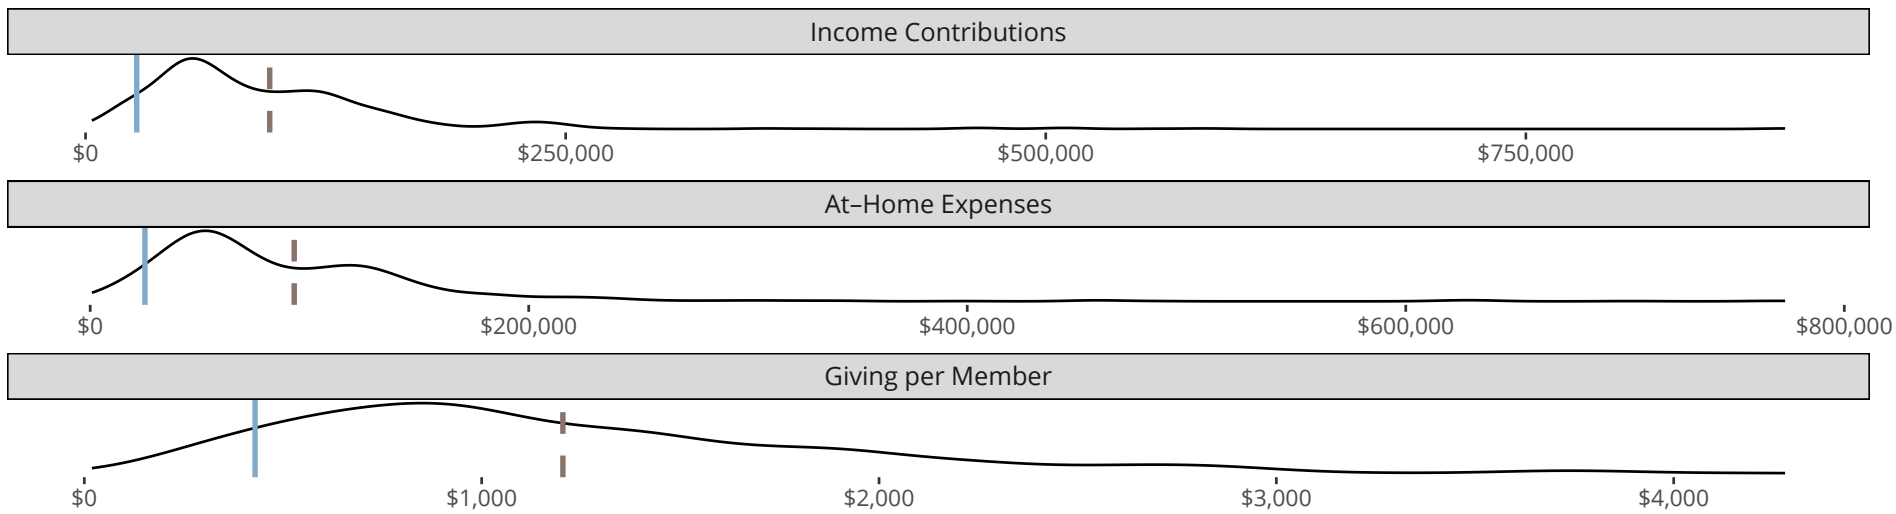 Income Contributions
$0 $250,000 $500,000 $750,000
At–Home Expenses
$0 $200,000 $400,000 $600,000 $800,000
Giving per Member
$0 $1,000 $2,000 $3,000 $4,000